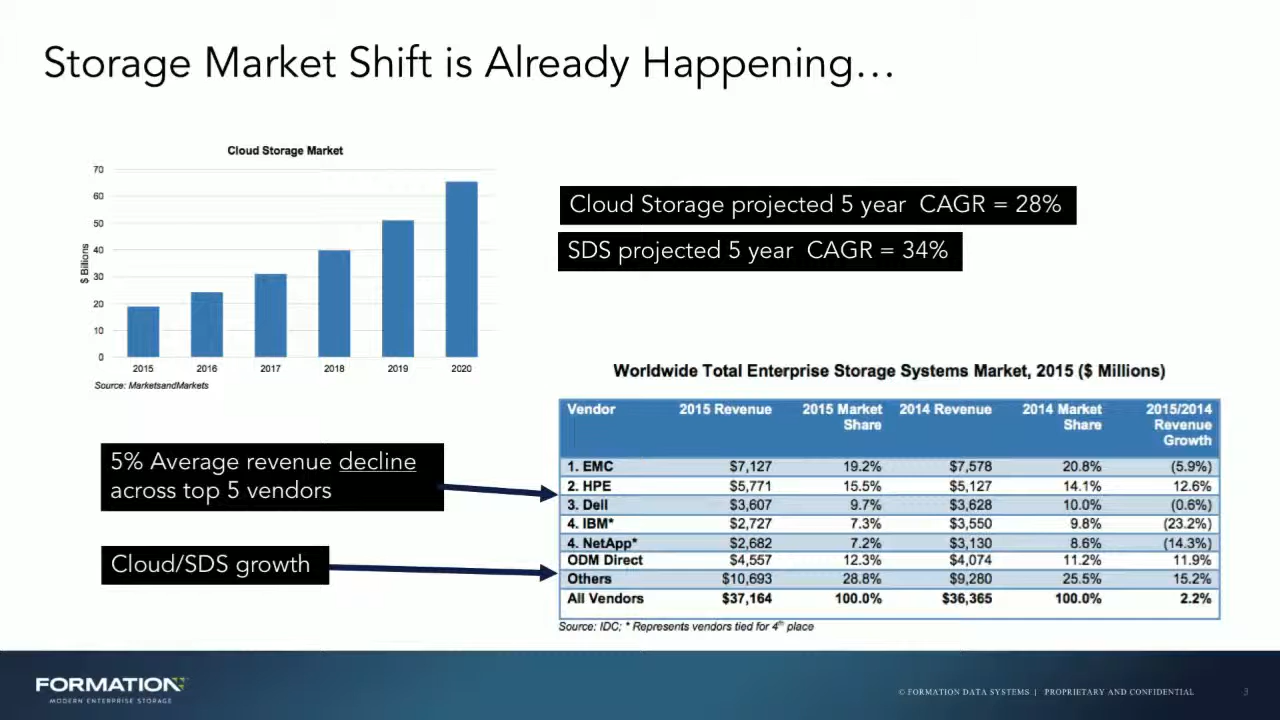 Storage Market Shift is Already Happening...
Cloud Storage Market
70
60
50
40
30
20
10
0
$ Billions
2015 2016 2017 2018 2019 2020
Source: MarketsandMarkets
Cloud Storage projected 5 year CAGR = 28%
SDS projected 5 year CAGR = 34%
5% Average revenue decline
across top 5 vendors
Cloud/SDS growth
Worldwide Total Enterprise Storage Systems Market, 2015 ($ Millions)
Vendor 2015 Revenue 2015 Market 2014 Revenue 2014 Market 2015/2014
Share Share Revenue
Growth
1. EMC $7,127 19.2% $7,578 20.8% (5.9%)
2. HPE $5,771 15.5% $5,127 14.1% 12.6%
3. Dell $3,607 9.7% $3,628 10.0% (0.6%)
4. IBM* $2,727 7.3% $3,550 9.8% (23.2%)
4. NetApp* $2,682 7.2% $3,130 8.6% (14.3%)
ODM Direct $4,557 12.3% $4,074 11.2% 11.9%
Others $10,693 28.8% $9,280 25.5% 15.2%
All Vendors $37,164 100.0% $36,365 100.0% 2.2%
Source: IDC; * Represents vendors tied for 4th place
FORMATION
MODERN ENTERPRISE STORAGE
© FORMATION DATA SYSTEMS | PROPRIETARY AND CONFIDENTIAL 3